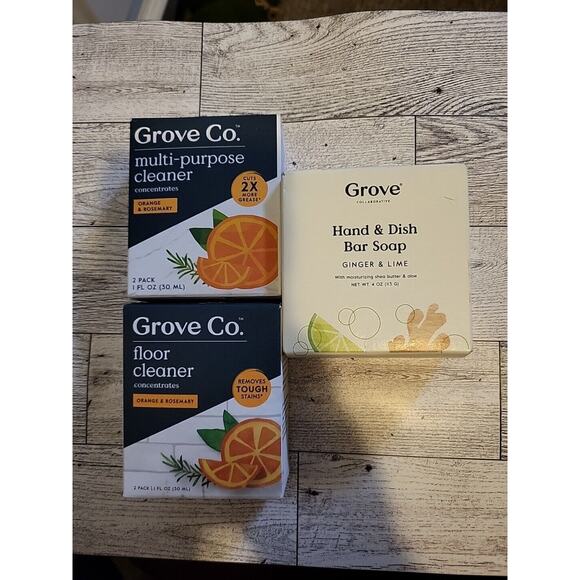 Grove Co.™
multi-purpose
cleaner
concentrates
ORANGE
& ROSEMARY
CUTS
2X
MORE
GREASE*
2 PACK
1 FL OZ (30 ML)
Grove Co.™
floor
cleaner
concentrates
ORANGE & ROSEMARY
REMOVES
TOUGH
STAINS*
2 PACK | 1 FL OZ (30 ML)
Grove®
COLLABORATIVE
Hand & Dish
Bar Soap
GINGER & LIME
With moisturizing shea butter & aloe
NET WT 4 OZ (113 G)